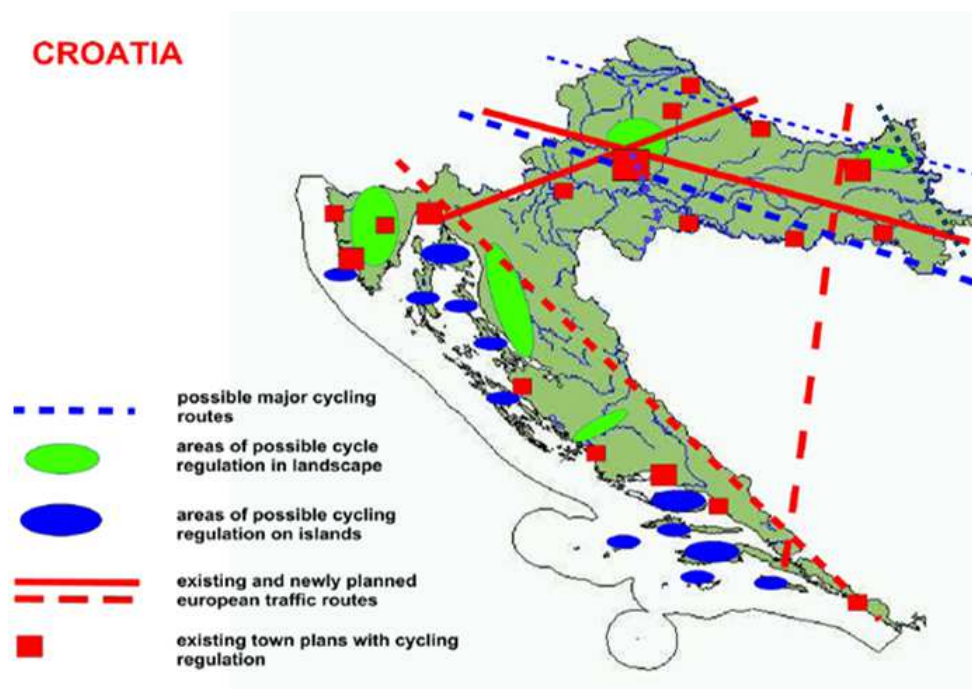 CROATIA
possible major cycling
routes
areas of possible cycle
regulation in landscape
areas of possible cycling
regulation on islands
existing and newly planned
european traffic routes
existing town plans with cycling
regulation